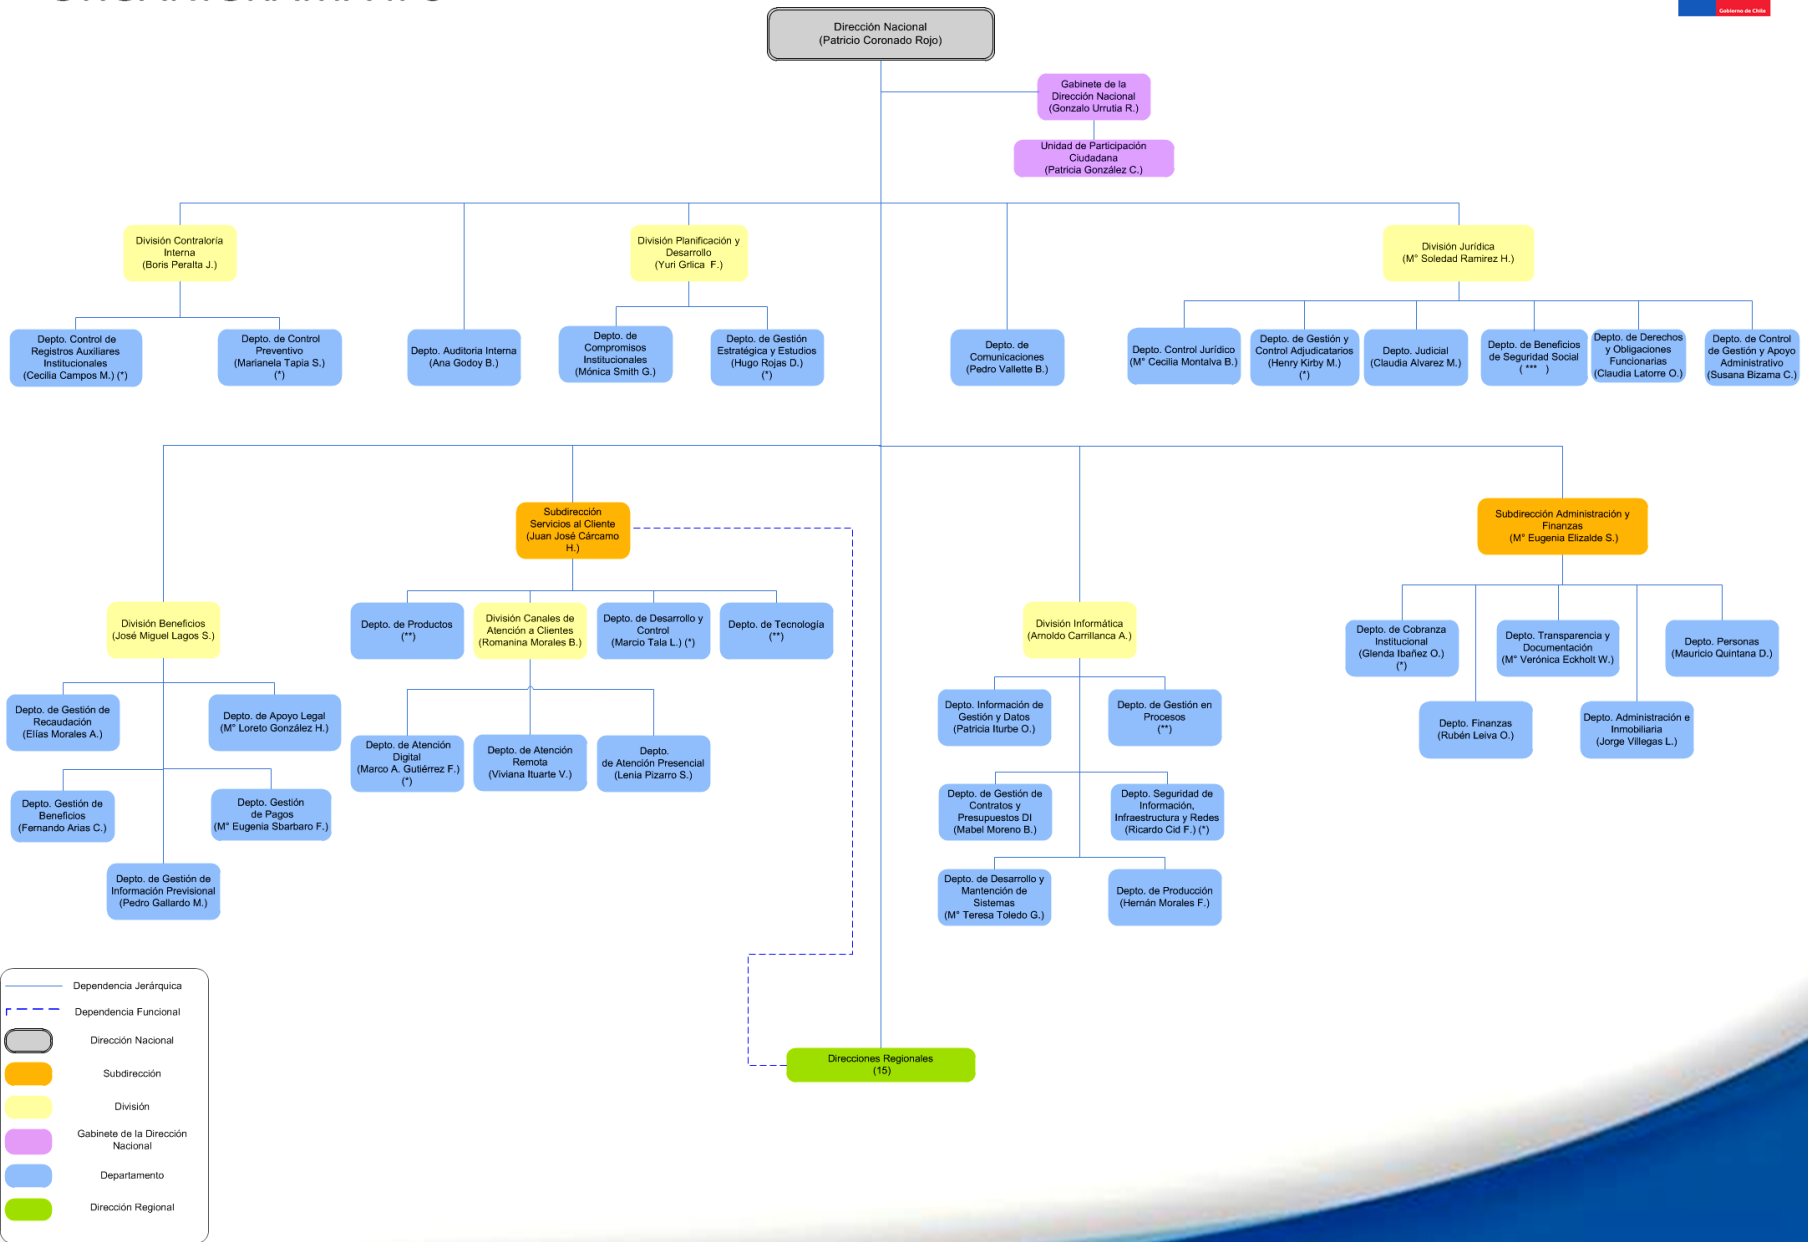 Gobierno de Chile
Dirección Nacional
(Patricio Coronado Rojo)
Gabinete de la
Dirección Nacional
(Gonzalo Urrutia R.)
Unidad de Participación
Ciudadana
(Patricia González C.)
División Contraloría
Interna
(Boris Peralta J.)
División Planificación y
Desarrollo
(Yuri Grlica F.)
División Jurídica
(M° Soledad Ramirez H.)
Depto. Control de
Registros Auxiliares
Institucionales
(Cecilia Campos M.) (*)
Depto. de Control
Preventivo
(Marianela Tapia S.)
(*)
Depto. Auditoria Interna
(Ana Godoy B.)
Depto. de
Compromisos
Institucionales
(Mónica Smith G.)
Depto. de Gestión
Estratégica y Estudios
(Hugo Rojas D.)
(*)
Depto. de
Comunicaciones
(Pedro Vallette B.)
Depto. Control Jurídico
(M° Cecilia Montalva B.)
Depto. de Gestión y
Control Adjudicatarios
(Henry Kirby M.)
(*)
Depto. Judicial
(Claudia Alvarez M.)
Depto. de Beneficios
de Seguridad Social
( *** )
Depto. de Derechos
y Obligaciones
Funcionarias
(Claudia Latorre O.)
Depto. de Control
de Gestión y Apoyo
Administrativo
(Susana Bizama C.)
Subdirección
Servicios al Cliente
(Juan José Cárcamo
H.)
Subdirección Administración y
Finanzas
(M° Eugenia Elizalde S.)
División Beneficios
(José Miguel Lagos S.)
Depto. de Productos
(**)
División Canales de
Atención a Clientes
(Romanina Morales B.)
Depto. de Desarrollo y
Control
(Marcio Tala L.) (*)
Depto. de Tecnología
(**)
División Informática
(Arnoldo Carrillanca A.)
Depto. de Cobranza
Institucional
(Glenda Ibañez O.)
(*)
Depto. Transparencia y
Documentación
(M° Verónica Eckholt W.)
Depto. Personas
(Mauricio Quintana D.)
Depto. de Gestión de
Recaudación
(Elías Morales A.)
Depto. de Apoyo Legal
(M° Loreto González H.)
Depto. de Atención
Digital
(Marco A. Gutiérrez F.)
(*)
Depto. de Atención
Remota
(Viviana Ituarte V.)
Depto.
de Atención Presencial
(Lenia Pizarro S.)
Depto. Información de
Gestión y Datos
(Patricia Iturbe O.)
Depto. de Gestión en
Procesos
(**)
Depto. Finanzas
(Rubén Leiva O.)
Depto. Administración e
Inmobiliaria
(Jorge Villegas L.)
Depto. Gestión de
Beneficios
(Fernando Arias C.)
Depto. Gestión
de Pagos
(M° Eugenia Sbarbaro F.)
Depto. de Gestión de
Contratos y
Presupuestos DI
(Mabel Moreno B.)
Depto. Seguridad de
Información,
Infraestructura y Redes
(Ricardo Cid F.) (*)
Depto. de Gestión de
Información Previsional
(Pedro Gallardo M.)
Depto. de Desarrollo y
Mantención de
Sistemas
(M° Teresa Toledo G.)
Depto. de Producción
(Hernán Morales F.)
Direcciones Regionales
(15)
Dependencia Jerárquica
Dependencia Funcional
Dirección Nacional
Subdirección
División
Gabinete de la Dirección
Nacional
Departamento
Dirección Regional